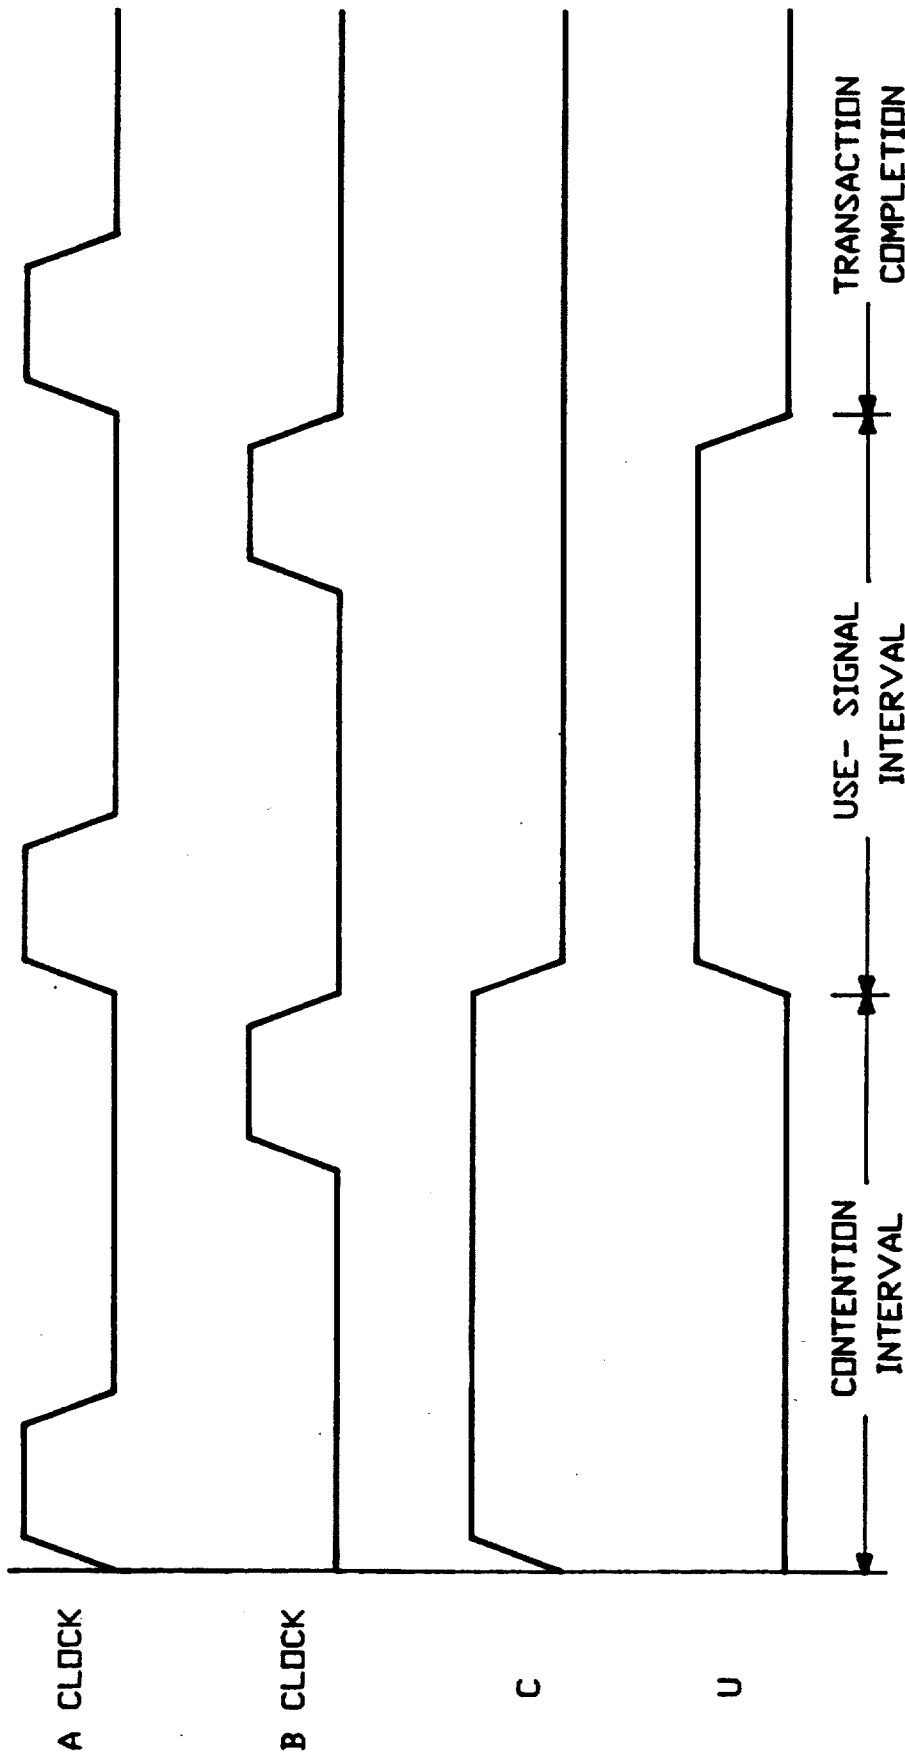 A CLOCK
B CLOCK
C
U
CONTENTION
INTERVAL
USE- SIGNAL
INTERVAL
TRANSACTION
COMPLETION